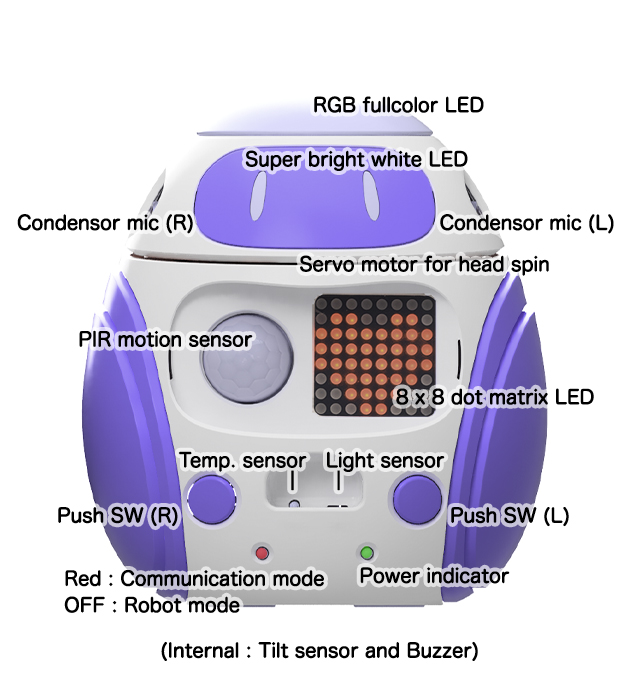 RGB fullcolor LED
Super bright white LED
Condensor mic (R)
Condensor mic (L)
Servo motor for head spin
PIR motion sensor
8 x 8 dot matrix LED
Temp. sensor
Light sensor
Push SW (R)
Push SW (L)
Red : Communication mode
OFF : Robot mode
Power indicator
(Internal : Tilt sensor and Buzzer)